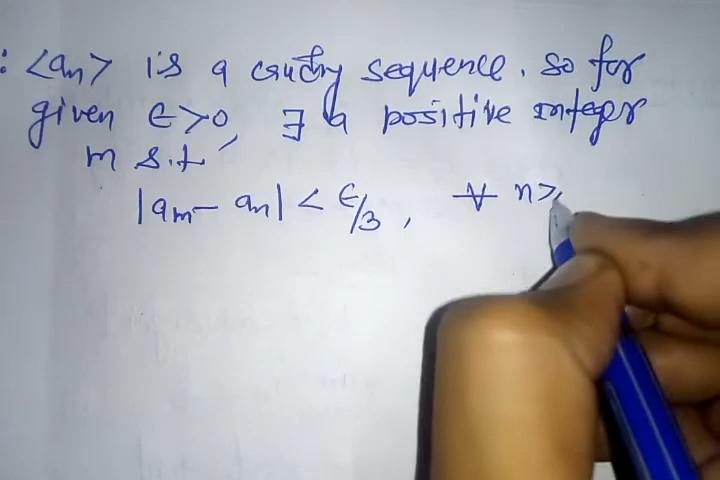 : <an> is a cauchy sequence. so for
given ϵ>0, ∃ a positive integer
m s.t
|am - an| < ϵ/3, ∀ n>,